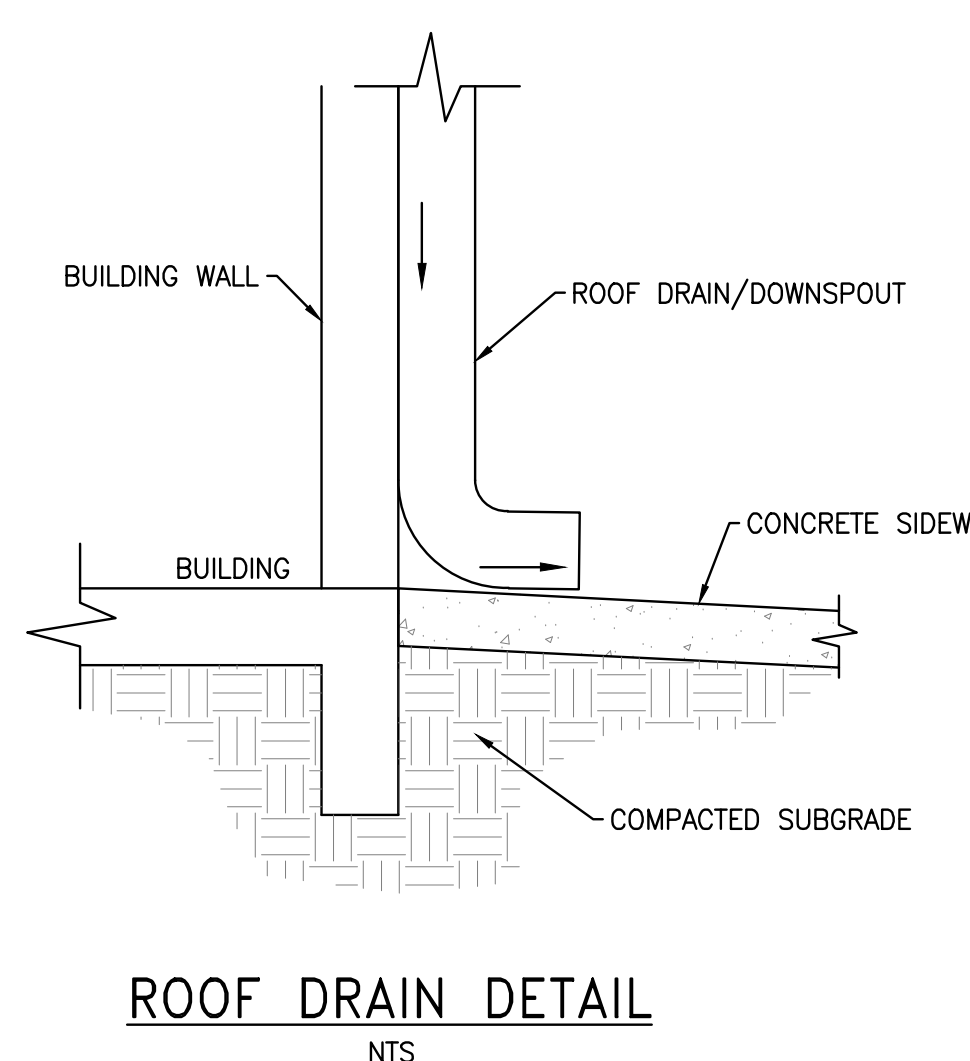 BUILDING WALL
ROOF DRAIN/DOWNSPOUT
CONCRETE SIDEW
BUILDING
COMPACTED SUBGRADE
ROOF DRAIN DETAIL
NTS